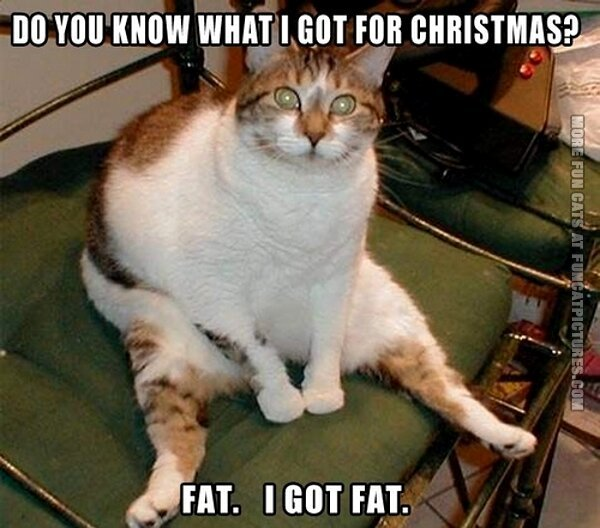 DO YOU KNOW WHAT I GOT FOR CHRISTMAS?
MORE FUN CATS AT FUNCATPICTURES.COM
FAT. I GOT FAT.